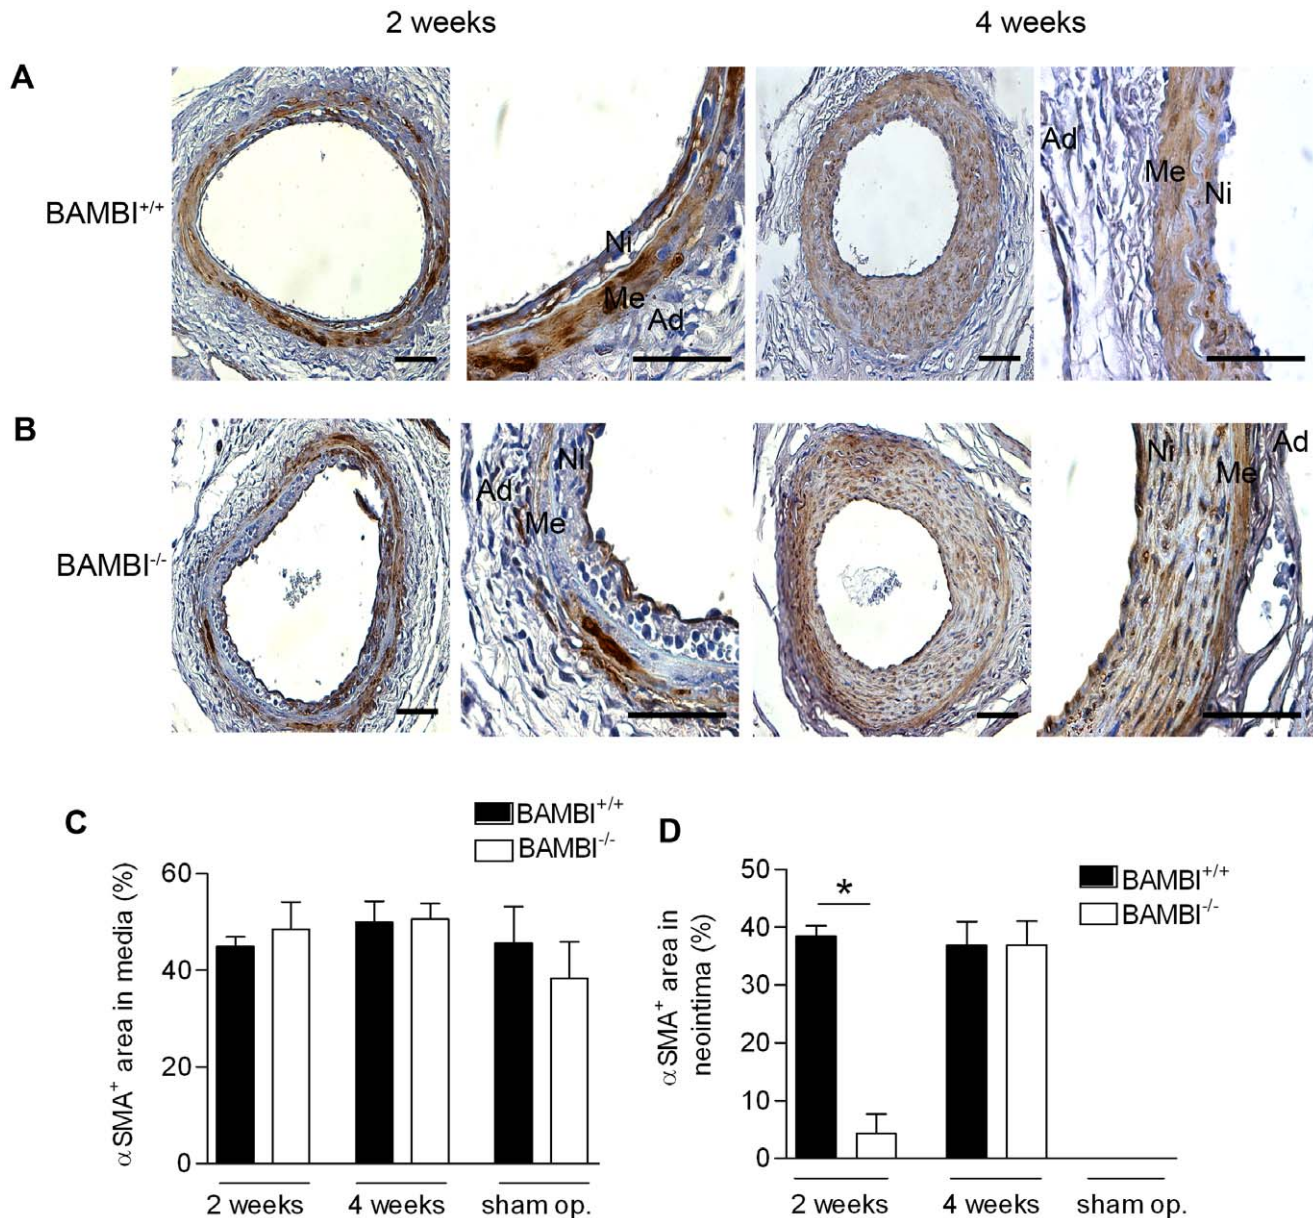 2 weeks 4 weeks
A
BAMBI+/+
Ni
Me
Ad
Ad
Me
Ni
B
BAMBI-/-
Ni
Ad
Me
Ni
Ad
Me
C
BAMBI+/+
BAMBI-/-
αSMA+ area in media (%)
60
40
20
0
2 weeks 4 weeks sham op.
D
BAMBI+/+
BAMBI-/-
*
αSMA+ area in
neointima (%)
50
40
30
20
10
0
2 weeks 4 weeks sham op.